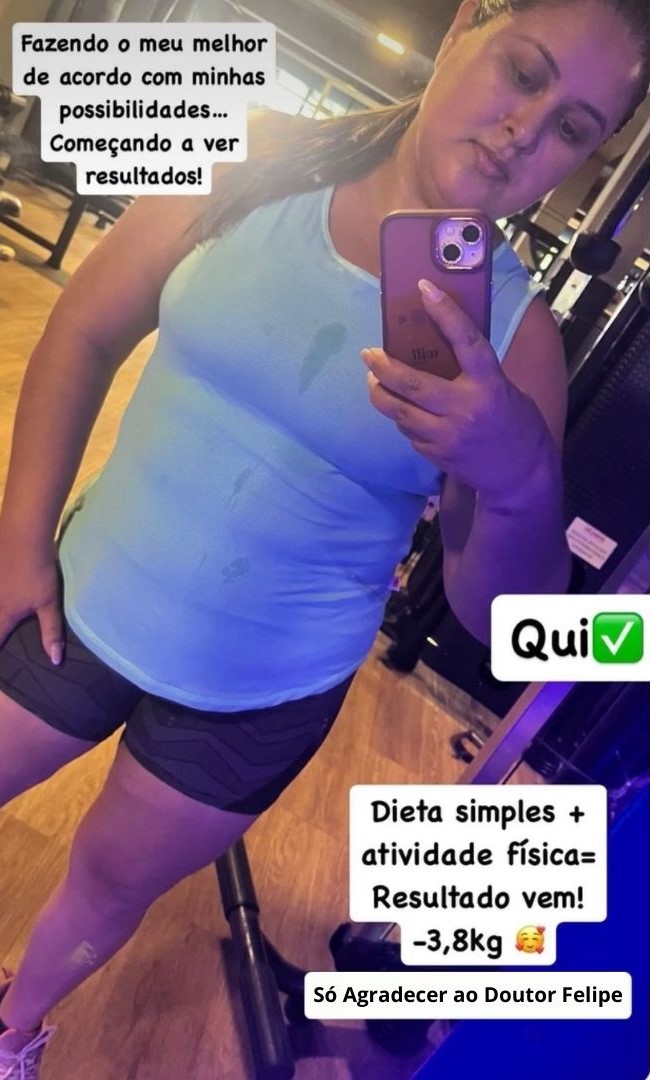 Fazendo o meu melhor
de acordo com minhas
possibilidades...
Começando a ver
resultados!
Qui✅
Dieta simples +
atividade física=
Resultado vem!
-3,8kg 🥰
Só Agradecer ao Doutor Felipe